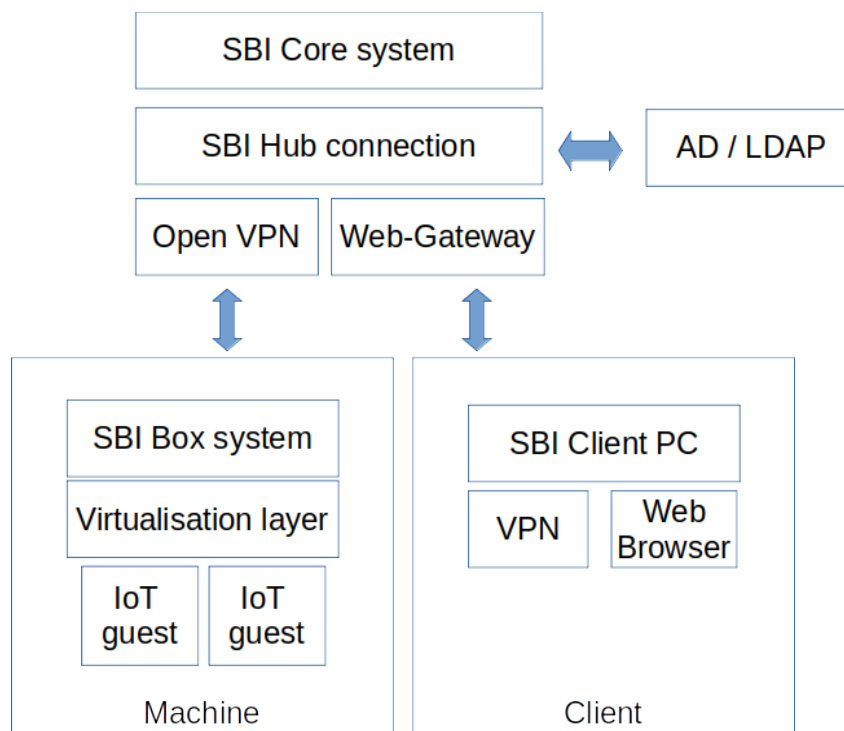 SBI Core system
SBI Hub connection
AD / LDAP
Open VPN
Web-Gateway
SBI Box system
Virtualisation layer
IoT
guest
IoT
guest
Machine
SBI Client PC
VPN
Web
Browser
Client